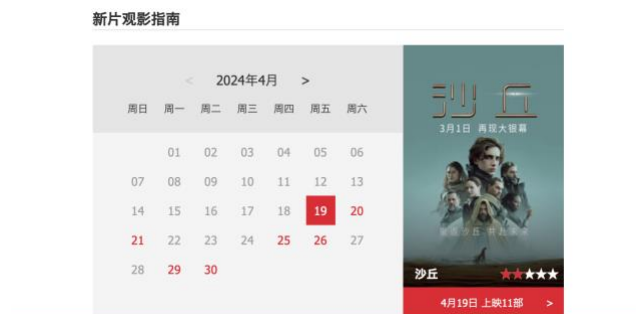 新片观影指南
< 2024年4月 >
周日 周一 周二 周三 周四 周五 周六
01 02 03 04 05 06
07 08 09 10 11 12 13
14 15 16 17 18 19 20
21 22 23 24 25 26 27
28 29 30
沙丘
3月1日 再现大银幕
沙丘
4月19日 上映11部 >